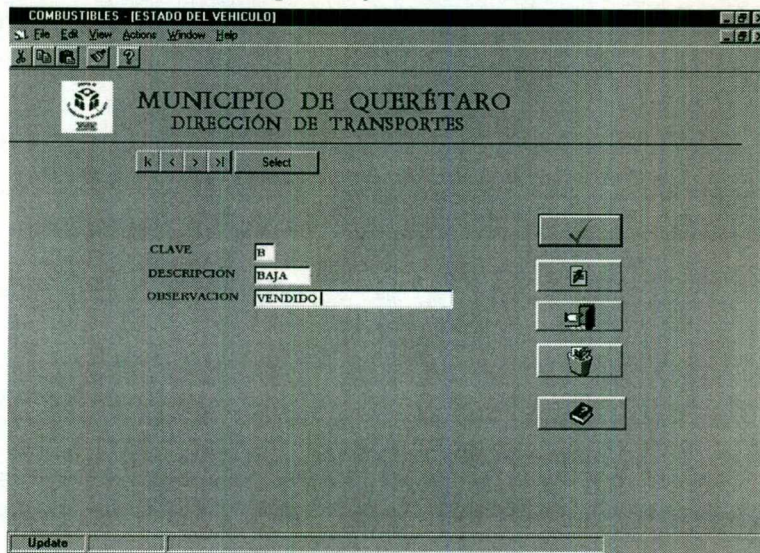 COMBUSTIBLES - [ESTADO DEL VEHICULO]
File Edit View Actions Window Help
MUNICIPIO DE QUERÉTARO
DIRECCIÓN DE TRANSPORTES
Select
CLAVE B
DESCRIPCION BAJA
OBSERVACION VENDIDO
Update